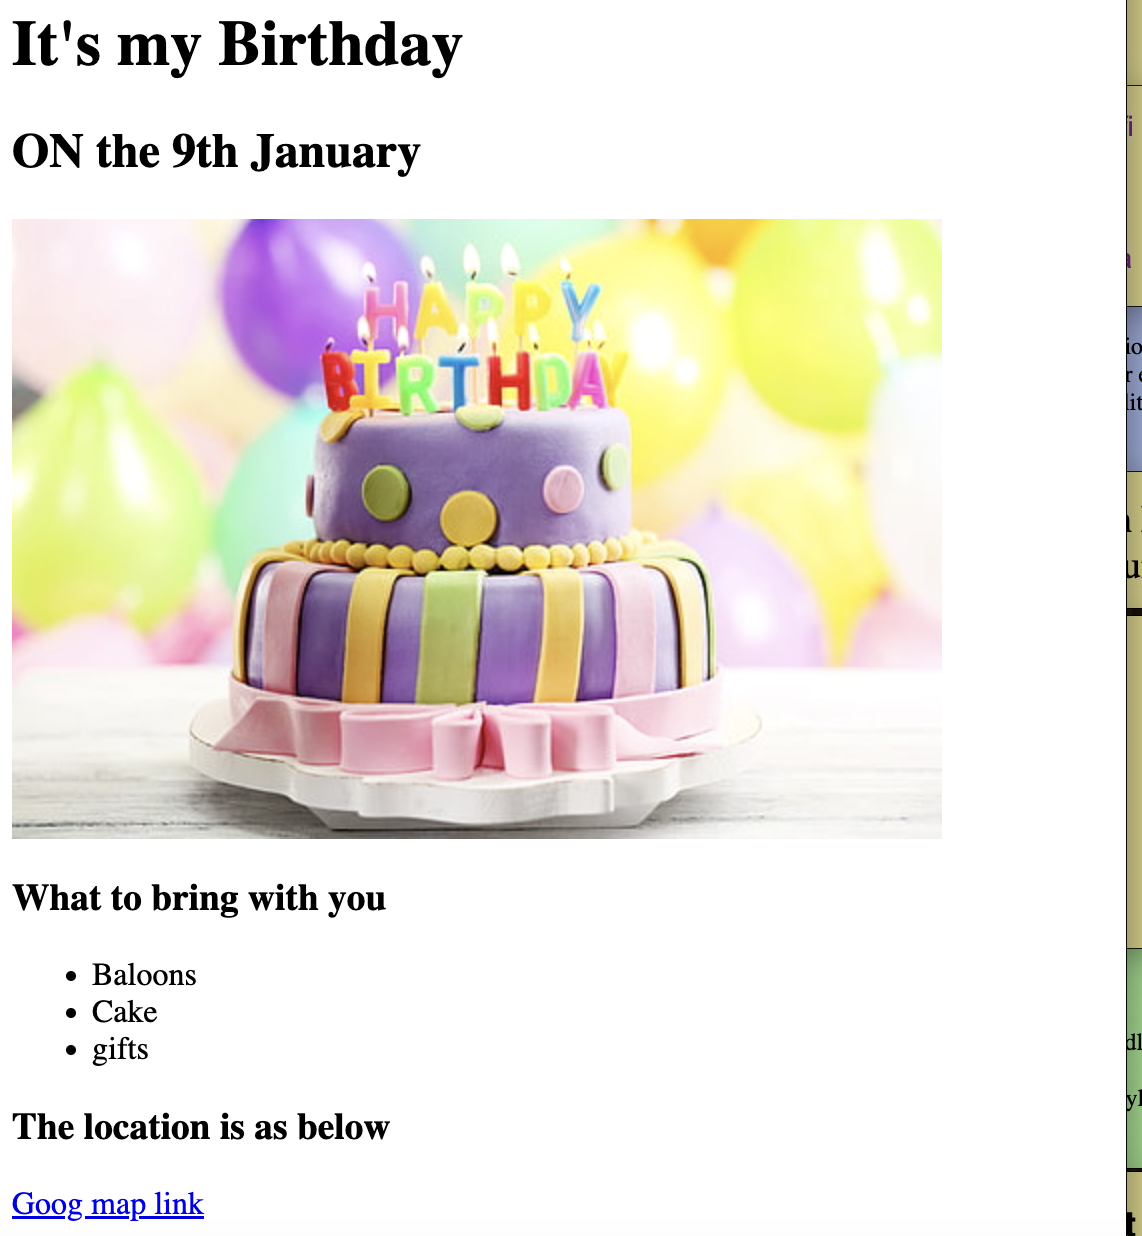 It's my Birthday
ON the 9th January
HAPPY
BIRTHDAY
What to bring with you
Baloons
Cake
gifts
The location is as below
Goog map link